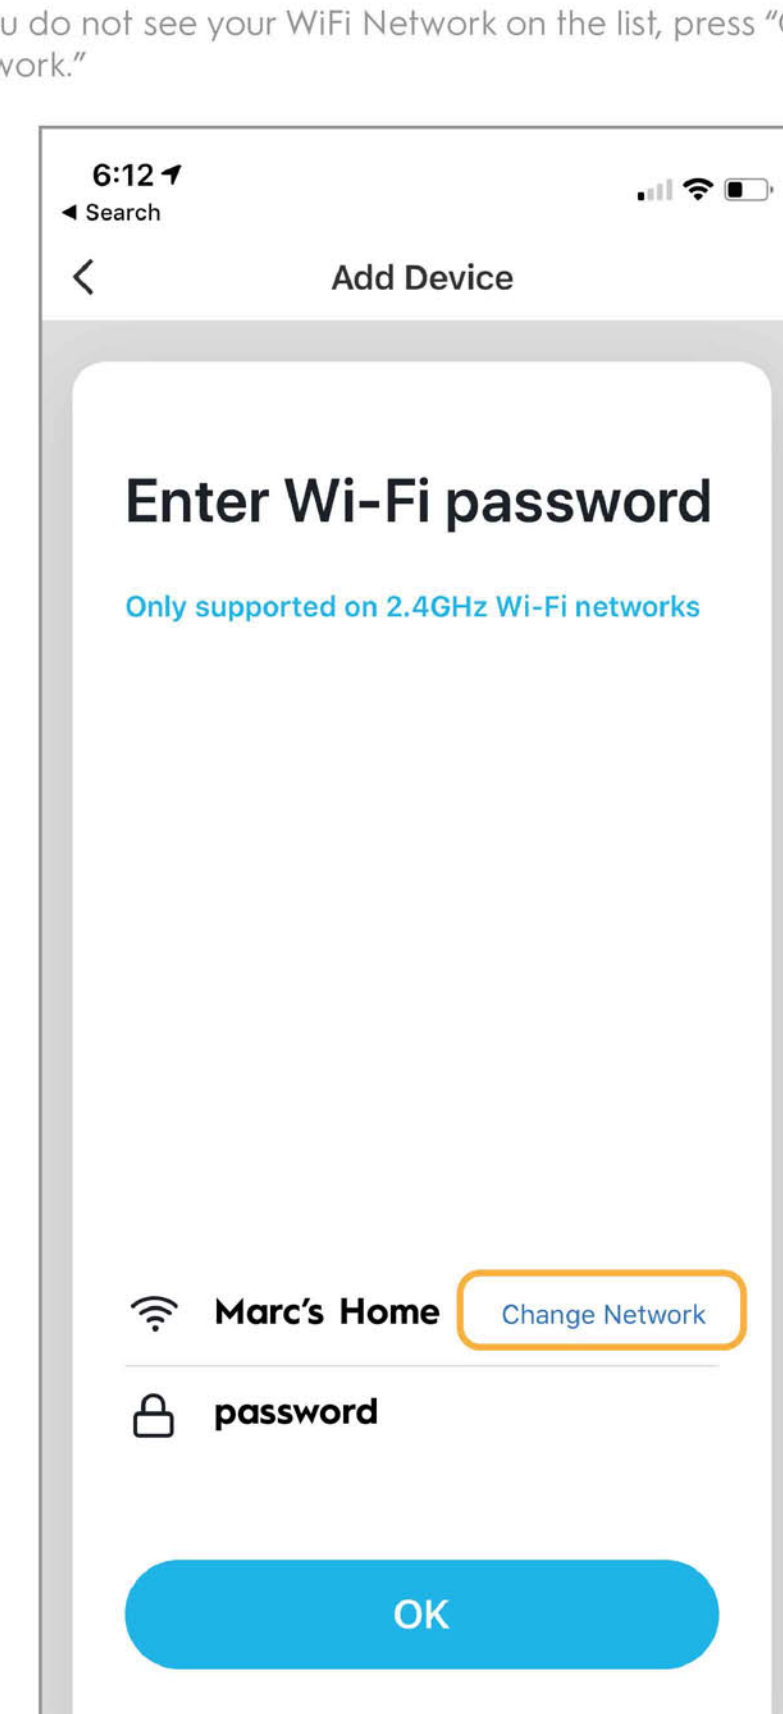 u do not see your WiFi Network on the list, press “
work.”
6:12
◀ Search
Add Device
Enter Wi-Fi password
Only supported on 2.4GHz Wi-Fi networks
Marc’s Home Change Network
password
OK